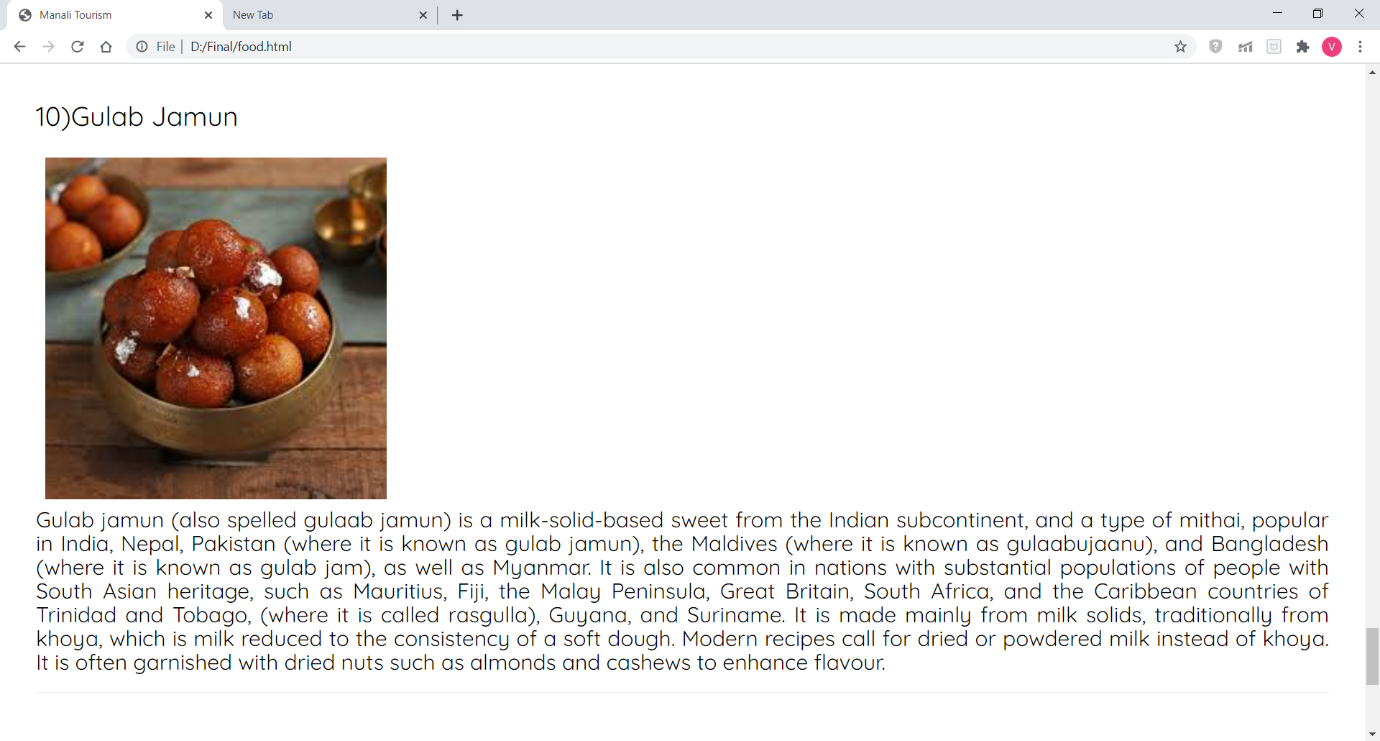 Manali Tourism
New Tab
File | D:/Final/food.html
V
10)Gulab Jamun
Gulab jamun (also spelled gulaab jamun) is a milk-solid-based sweet from the Indian subcontinent, and a type of mithai, popular
in India, Nepal, Pakistan (where it is known as gulab jamun), the Maldives (where it is known as gulaabujaanu), and Bangladesh
(where it is known as gulab jam), as well as Myanmar. It is also common in nations with substantial populations of people with
South Asian heritage, such as Mauritius, Fiji, the Malay Peninsula, Great Britain, South Africa, and the Caribbean countries of
Trinidad and Tobago, (where it is called rasgulla), Guyana, and Suriname. It is made mainly from milk solids, traditionally from
khoya, which is milk reduced to the consistency of a soft dough. Modern recipes call for dried or powdered milk instead of khoya.
It is often garnished with dried nuts such as almonds and cashews to enhance flavour.